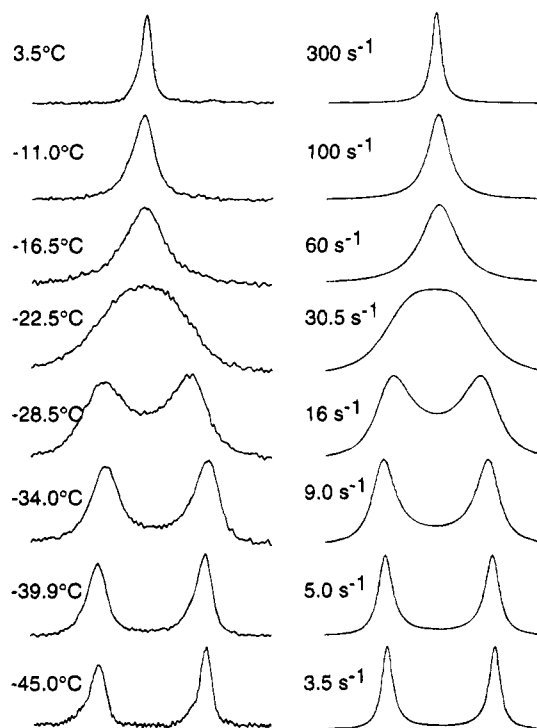 3.5°C 300 s⁻¹
-11.0°C 100 s⁻¹
-16.5°C 60 s⁻¹
-22.5°C 30.5 s⁻¹
-28.5°C 16 s⁻¹
-34.0°C 9.0 s⁻¹
-39.9°C 5.0 s⁻¹
-45.0°C 3.5 s⁻¹